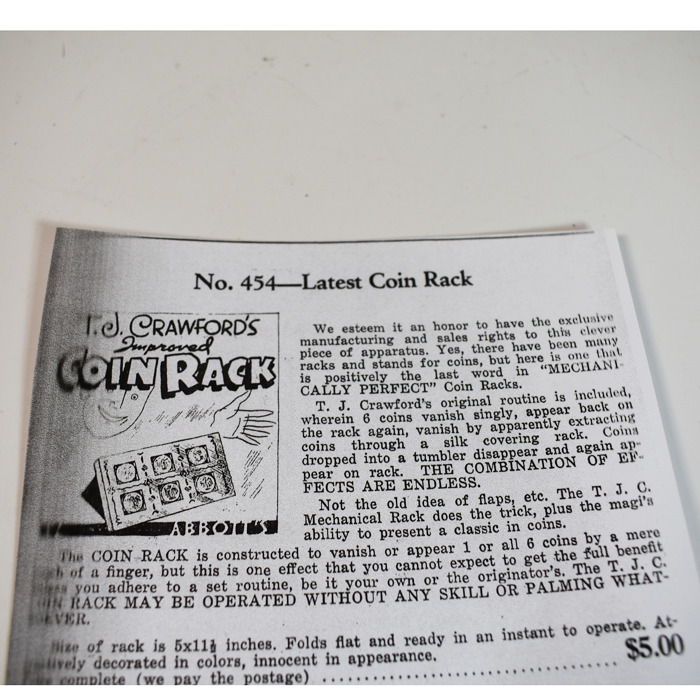 No. 454—Latest Coin Rack
T. J. CRAWFORD'S
Improved
COIN RACK
ABBOTT'S
We esteem it an honor to have the exclusive
manufacturing and sales rights to this clever
piece of apparatus. Yes, there have been many
racks and stands for coins, but here is one that
is positively the last word in "MECHANI-
CALLY PERFECT" Coin Racks.
T. J. Crawford's original routine is included,
wherein 6 coins vanish singly, appear back on
the rack again, vanish by apparently extracting
coins through a silk covering rack. Coins
dropped into a tumbler disappear and again ap-
pear on rack. THE COMBINATION OF EF-
FECTS ARE ENDLESS.
Not the old idea of flaps, etc. The T. J. C.
Mechanical Rack does the trick, plus the magi's
ability to present a classic in coins.
The COIN RACK is constructed to vanish or appear 1 or all 6 coins by a mere
of a finger, but this is one effect that you cannot expect to get the full benefit
you adhere to a set routine, be it your own or the originator's. The T. J. C.
RACK MAY BE OPERATED WITHOUT ANY SKILL OR PALMING WHAT-
EVER.
Size of rack is 5x11½ inches. Folds flat and ready in an instant to operate. At-
tively decorated in colors, innocent in appearance.
complete (we pay the postage) .................................... $5.00